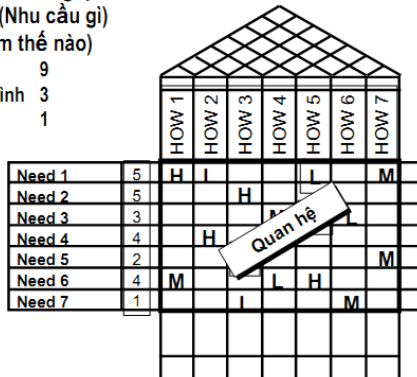 (Nhu cầu gì)
m thế nào)
9
ình 3
1
HOW 1 HOW 2 HOW 3 HOW 4 HOW 5 HOW 6 HOW 7
Need 1 5 H L L M
Need 2 5 H
Need 3 3 L
Need 4 4 H
Quan hệ
Need 5 2 M
Need 6 4 M L H
Need 7 1 L M